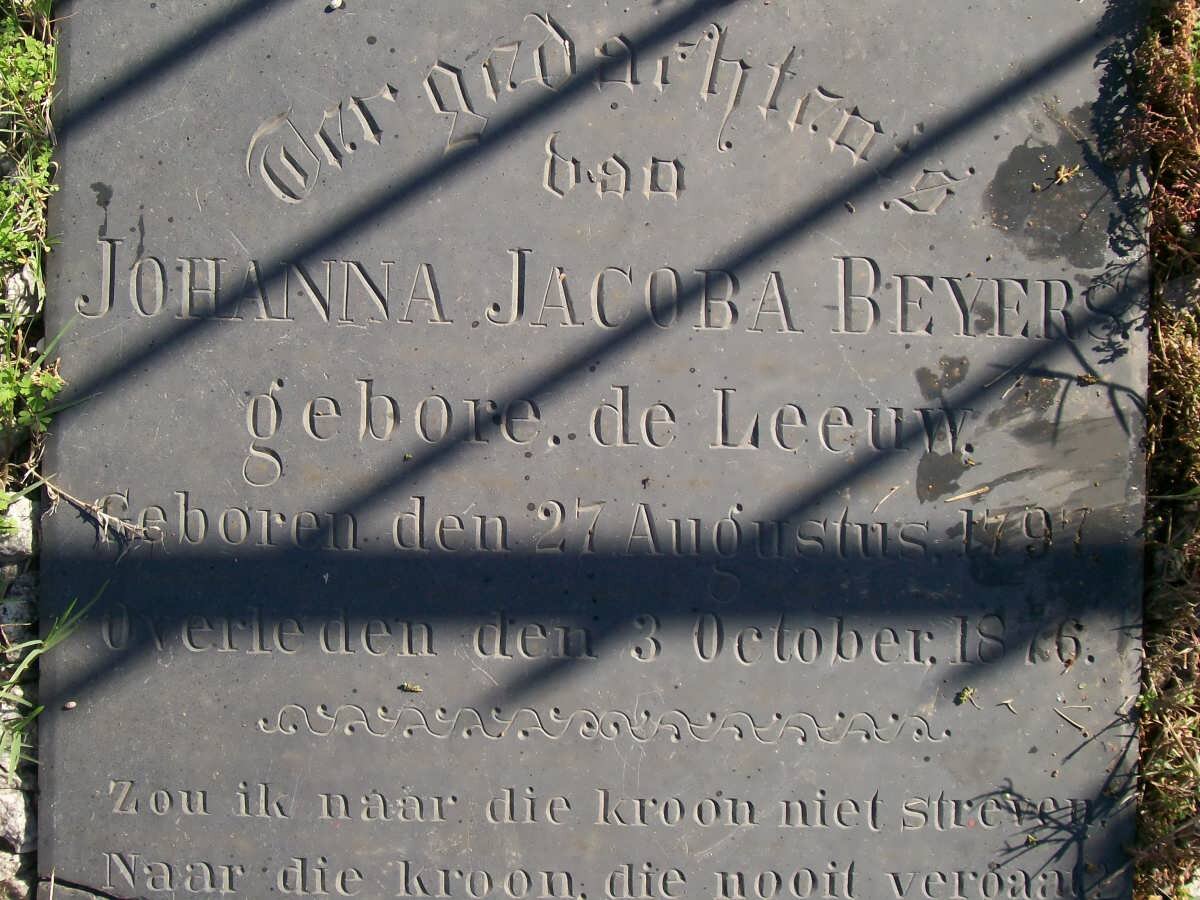 Ter gedachtenis
van
JOHANNA JACOBA BEYERS
gebore. de Leeuw.
Geboren den 27 Augustus. 1797
Overleden den 3 October. 1876.
Zou ik naar die kroon niet streven.
Naar die kroon, die nooit vergaat?